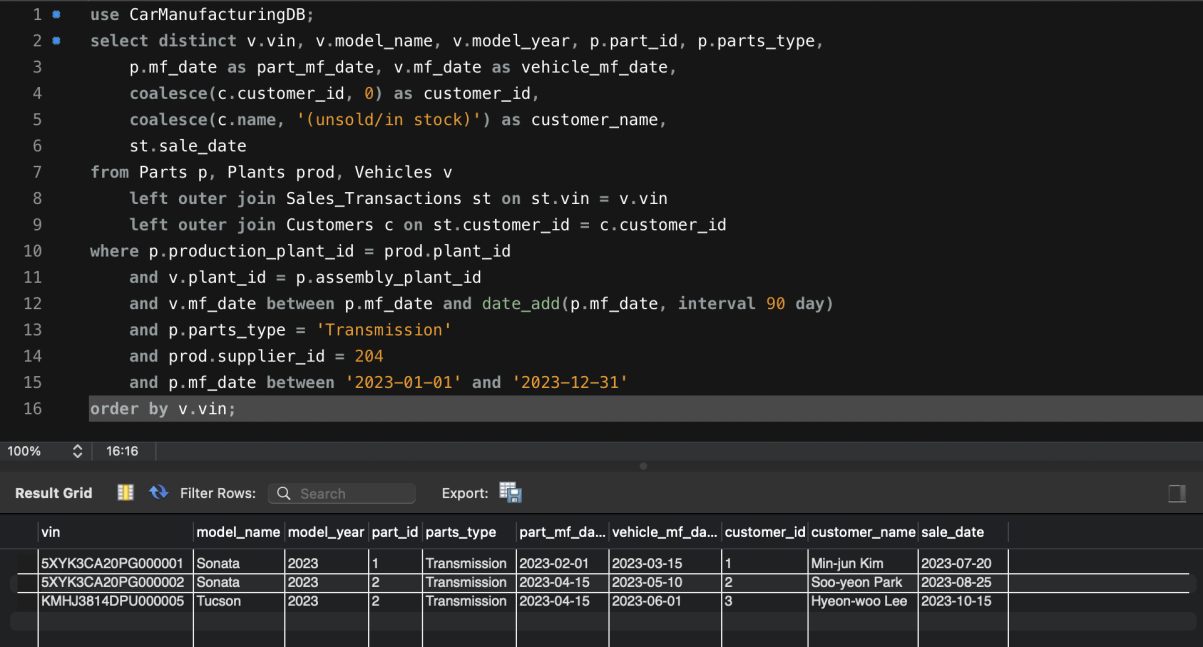 1 use CarManufacturingDB;
2 select distinct v.vin, v.model_name, v.model_year, p.part_id, p.parts_type,
3 p.mf_date as part_mf_date, v.mf_date as vehicle_mf_date,
4 coalesce(c.customer_id, 0) as customer_id,
5 coalesce(c.name, '(unsold/in stock)') as customer_name,
6 st.sale_date
7 from Parts p, Plants prod, Vehicles v
8 left outer join Sales_Transactions st on st.vin = v.vin
9 left outer join Customers c on st.customer_id = c.customer_id
10 where p.production_plant_id = prod.plant_id
11 and v.plant_id = p.assembly_plant_id
12 and v.mf_date between p.mf_date and date_add(p.mf_date, interval 90 day)
13 and p.parts_type = 'Transmission'
14 and prod.supplier_id = 204
15 and p.mf_date between '2023-01-01' and '2023-12-31'
16 order by v.vin;
100% 16:16
Result Grid Filter Rows: Search Export:
vin model_name model_year part_id parts_type part_mf_da... vehicle_mf_da... customer_id customer_name sale_date
5XYK3CA20PG000001 Sonata 2023 1 Transmission 2023-02-01 2023-03-15 1 Min-jun Kim 2023-07-20
5XYK3CA20PG000002 Sonata 2023 2 Transmission 2023-04-15 2023-05-10 2 Soo-yeon Park 2023-08-25
KMHJ3814DPU000005 Tucson 2023 2 Transmission 2023-04-15 2023-06-01 3 Hyeon-woo Lee 2023-10-15